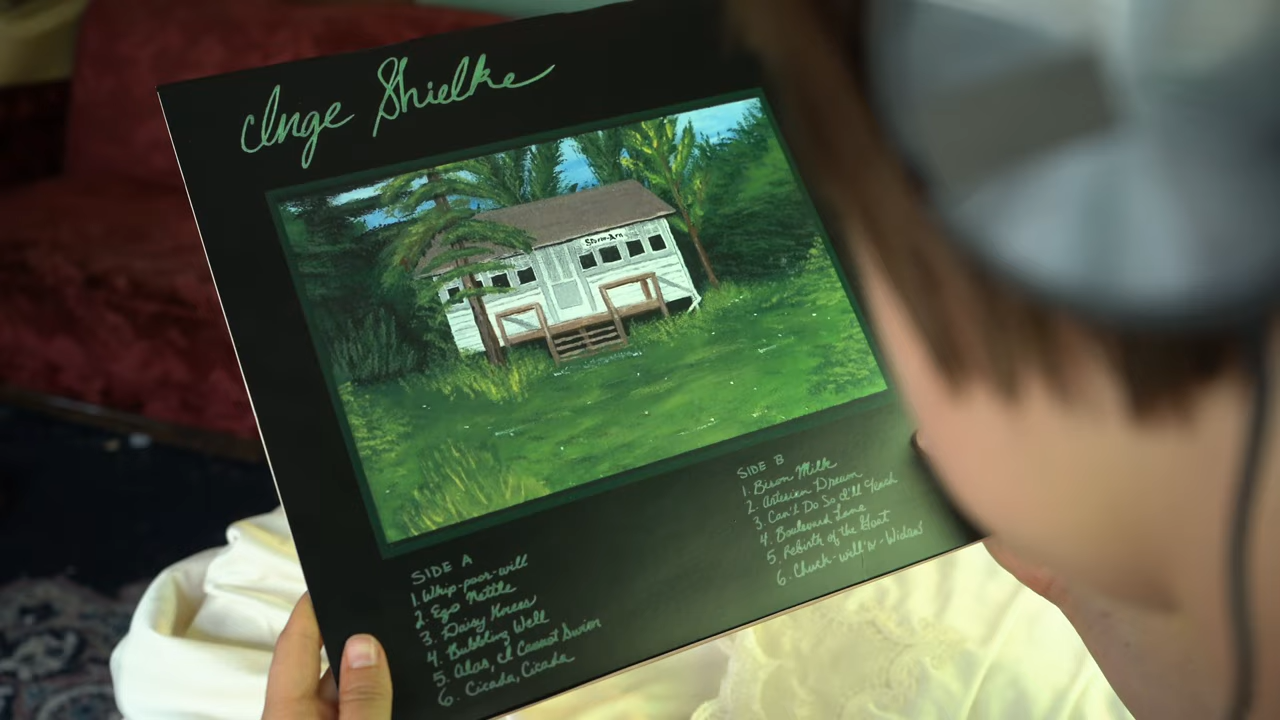 Inge Shielke
Storm-Arn
SIDE A
1. Whip-poor-will
2. Ego Nettle
3. Daisy Knees
4. Bubbling Well
5. Alas, I Cannot Swim
6. Cicada, Cicada
SIDE B
1. Bison Milk
2. Artesian Dream
3. Can't Do So I'll Teach
4. Boulevard Lane
5. Rebirth of the Goat
6. Chuck-will's-Widow